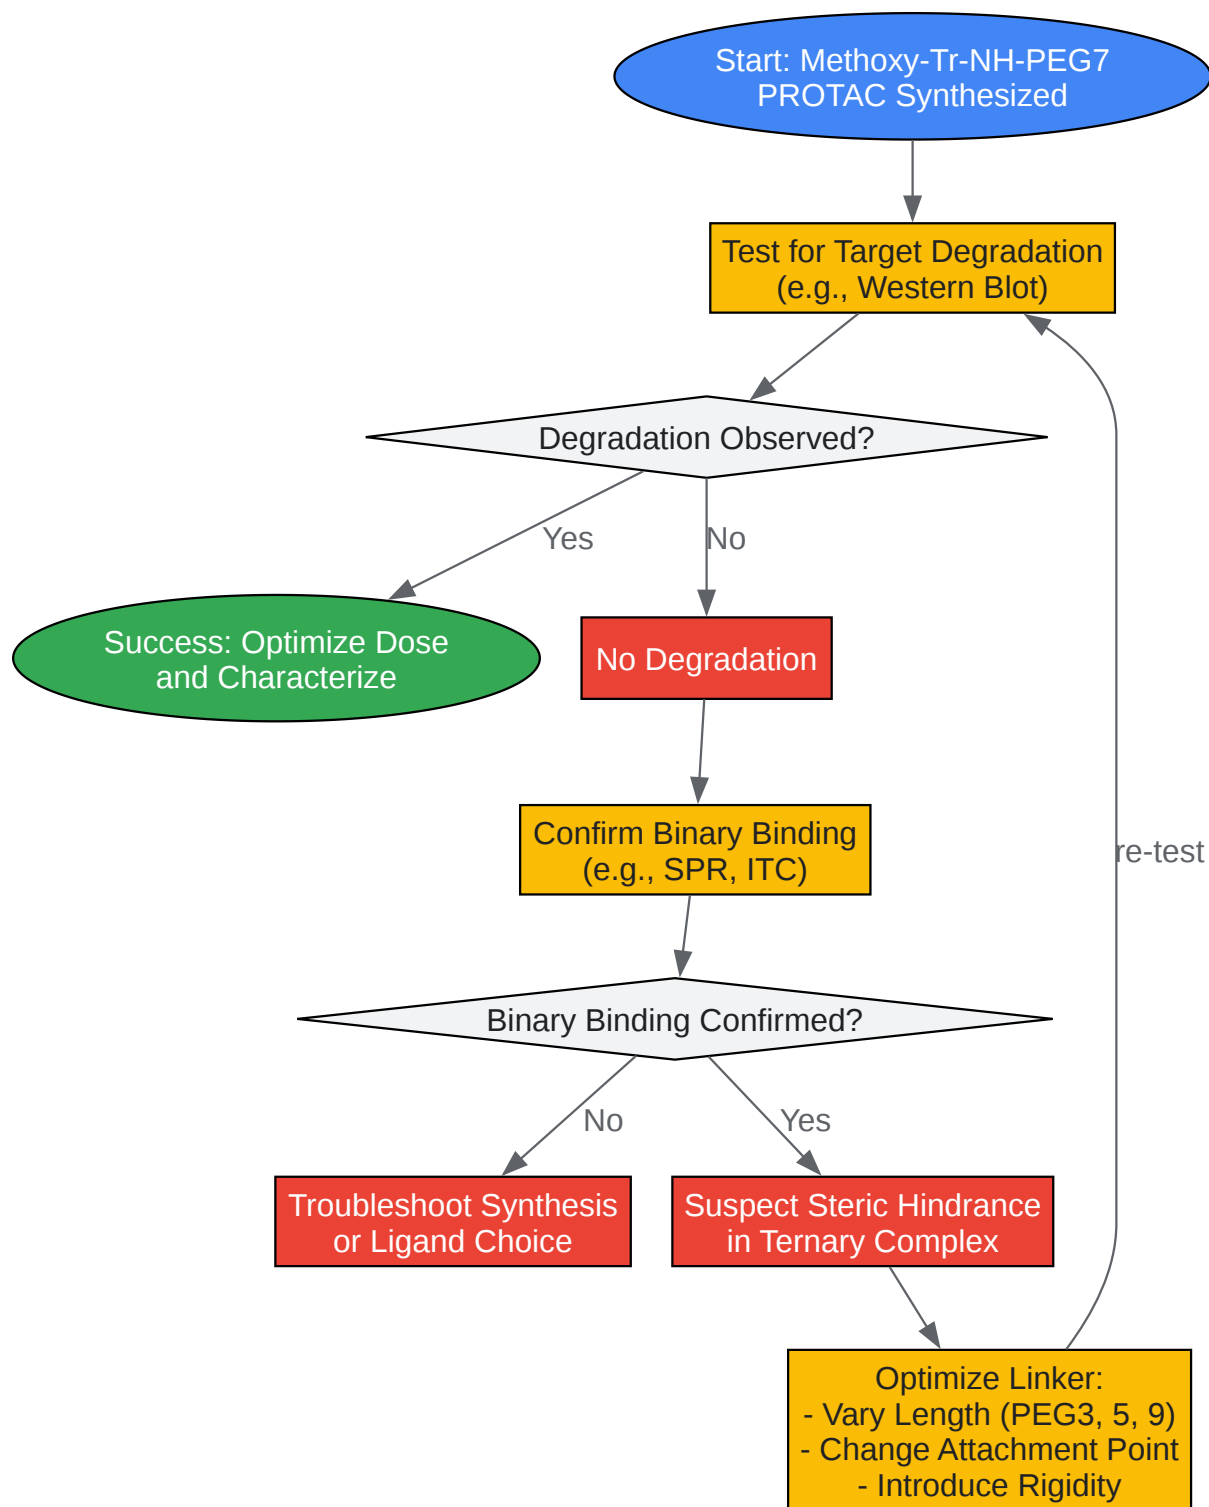 Start: Methoxy-Tr-NH-PEG7
PROTAC Synthesized
Test for Target Degradation
(e.g., Western Blot)
Degradation Observed?
Yes
No
Success: Optimize Dose
and Characterize
No Degradation
Confirm Binary Binding
(e.g., SPR, ITC)
re-test
Binary Binding Confirmed?
No
Yes
Troubleshoot Synthesis
or Ligand Choice
Suspect Steric Hindrance
in Ternary Complex
Optimize Linker:
- Vary Length (PEG3, 5, 9)
- Change Attachment Point
- Introduce Rigidity